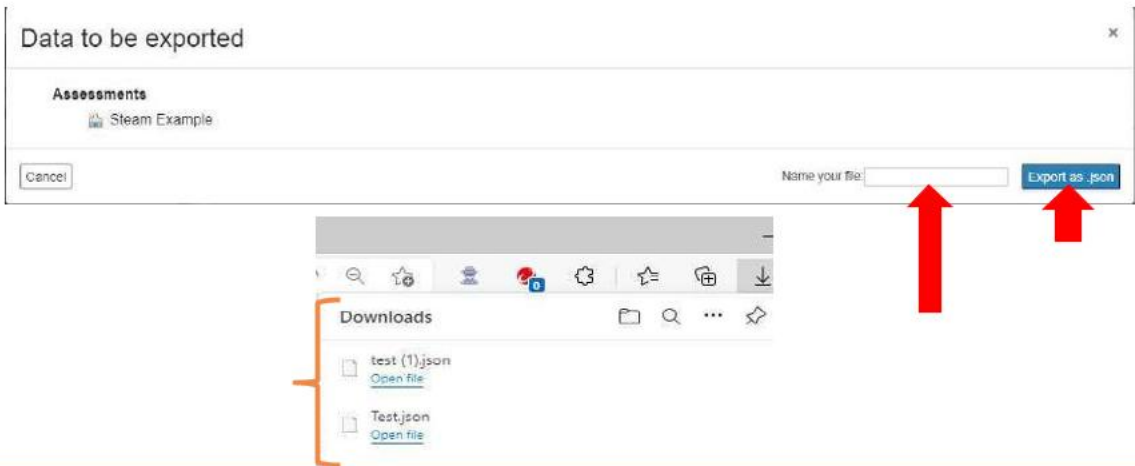 Data to be exported
×
Assessments
Steam Example
Cancel
Name your file:
Export as .json
0
Downloads
test (1).json
Open file
Test.json
Open file